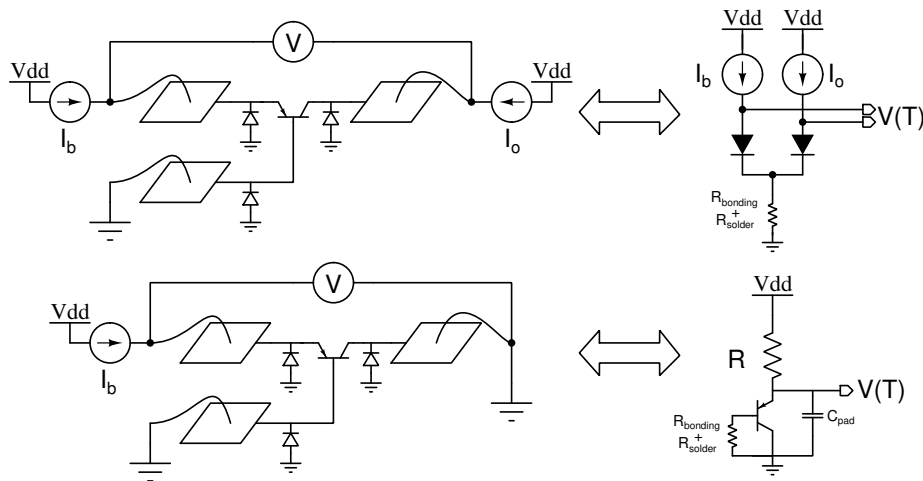 Vdd
Vdd
V
Vdd
Vdd
I_b
I_o
I_b
I_o
V(T)
R_bonding
+
R_solder
V
Vdd
Vdd
I_b
R
V(T)
R_bonding
+
R_solder
C_pad